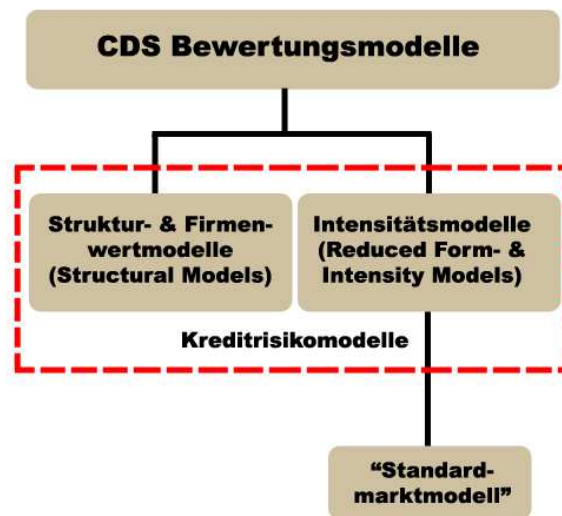 CDS Bewertungsmodelle
Struktur- & Firmen-
wertmodelle
(Structural Models)
Intensitätsmodelle
(Reduced Form- &
Intensity Models)
Kreditrisikomodelle
“Standard-
marktmodell”